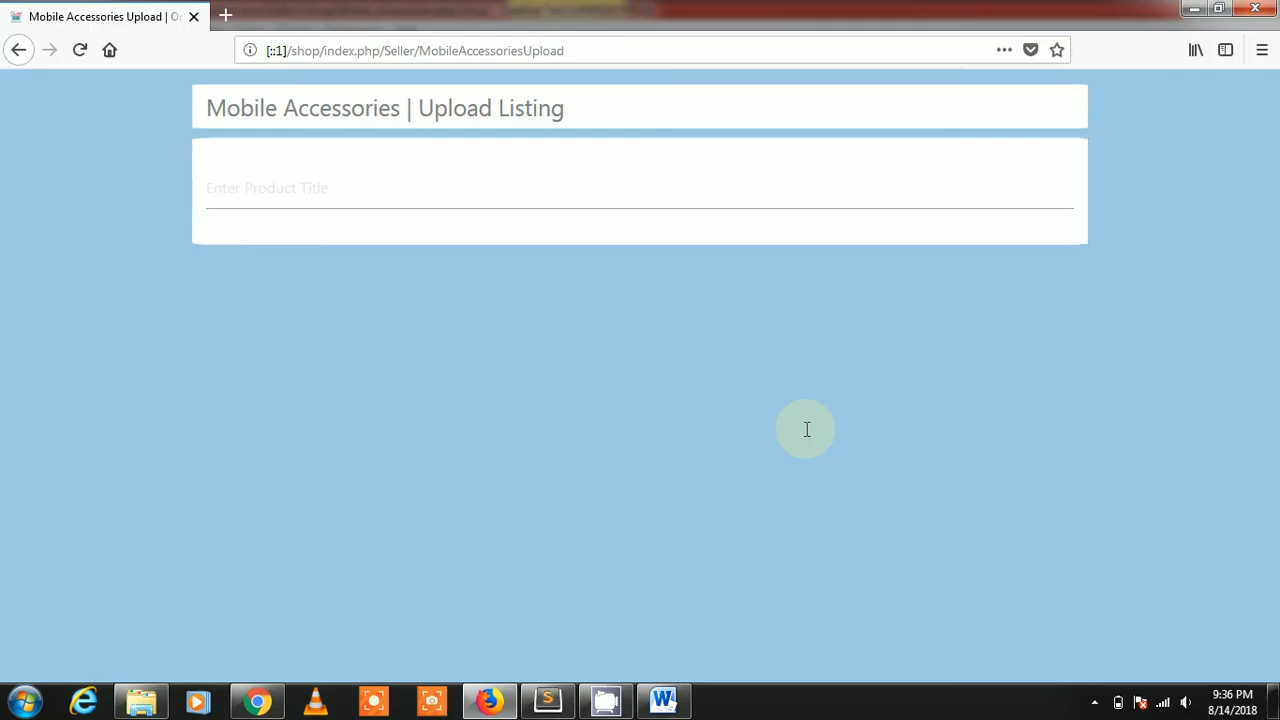 Mobile Accessories Upload | O
[::1]/shop/index.php/Seller/MobileAccessoriesUpload
Mobile Accessories | Upload Listing
Enter Product Title
9:36 PM
8/14/2018